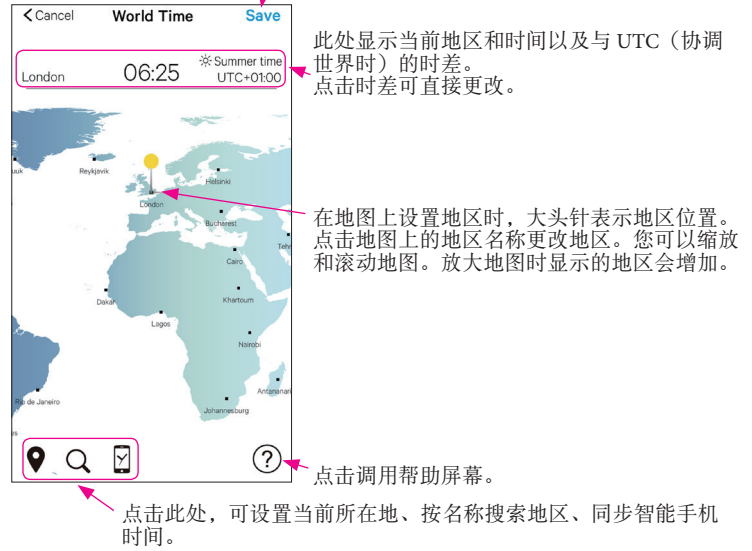 Cancel World Time Save
London 06:25 Summer time
UTC+01:00
此处显示当前地区和时间以及与 UTC（协调
世界时）的时差。
点击时差可直接更改。
uuk Reykjavik
Helsinki
London
Bucharest
在地图上设置地区时，大头针表示地区位置。
点击地图上的地区名称更改地区。您可以缩放
和滚动地图。放大地图时显示的地区会增加。
Tehr
Cairo
Dakar Khartoum
Lagos
Nairobi
Rio de Janeiro
Antananari
Johannesburg
es
?
点击调用帮助屏幕。
点击此处，可设置当前所在地、按名称搜索地区、同步智能手机
时间。